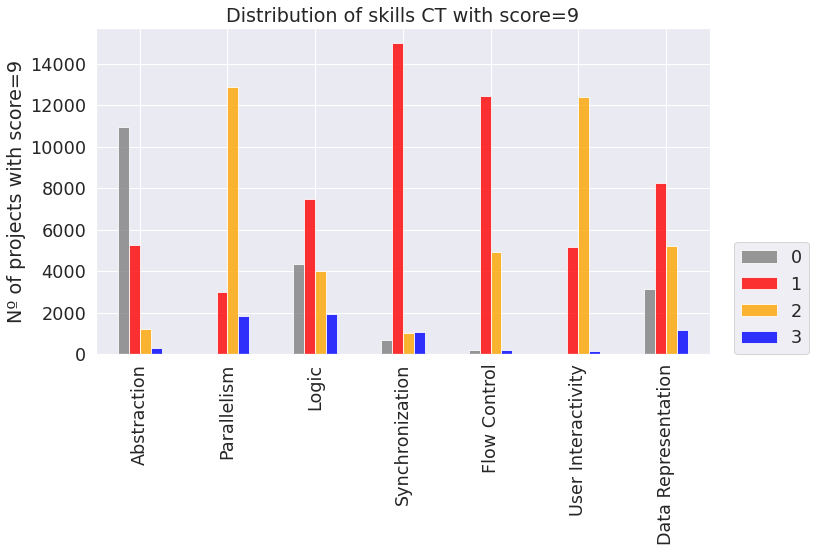 Distribution of skills CT with score=9
Nº of projects with score=9
14000
12000
10000
8000
6000
4000
2000
0
Abstraction
Parallelism
Logic
Synchronization
Flow Control
User Interactivity
Data Representation
0
1
2
3